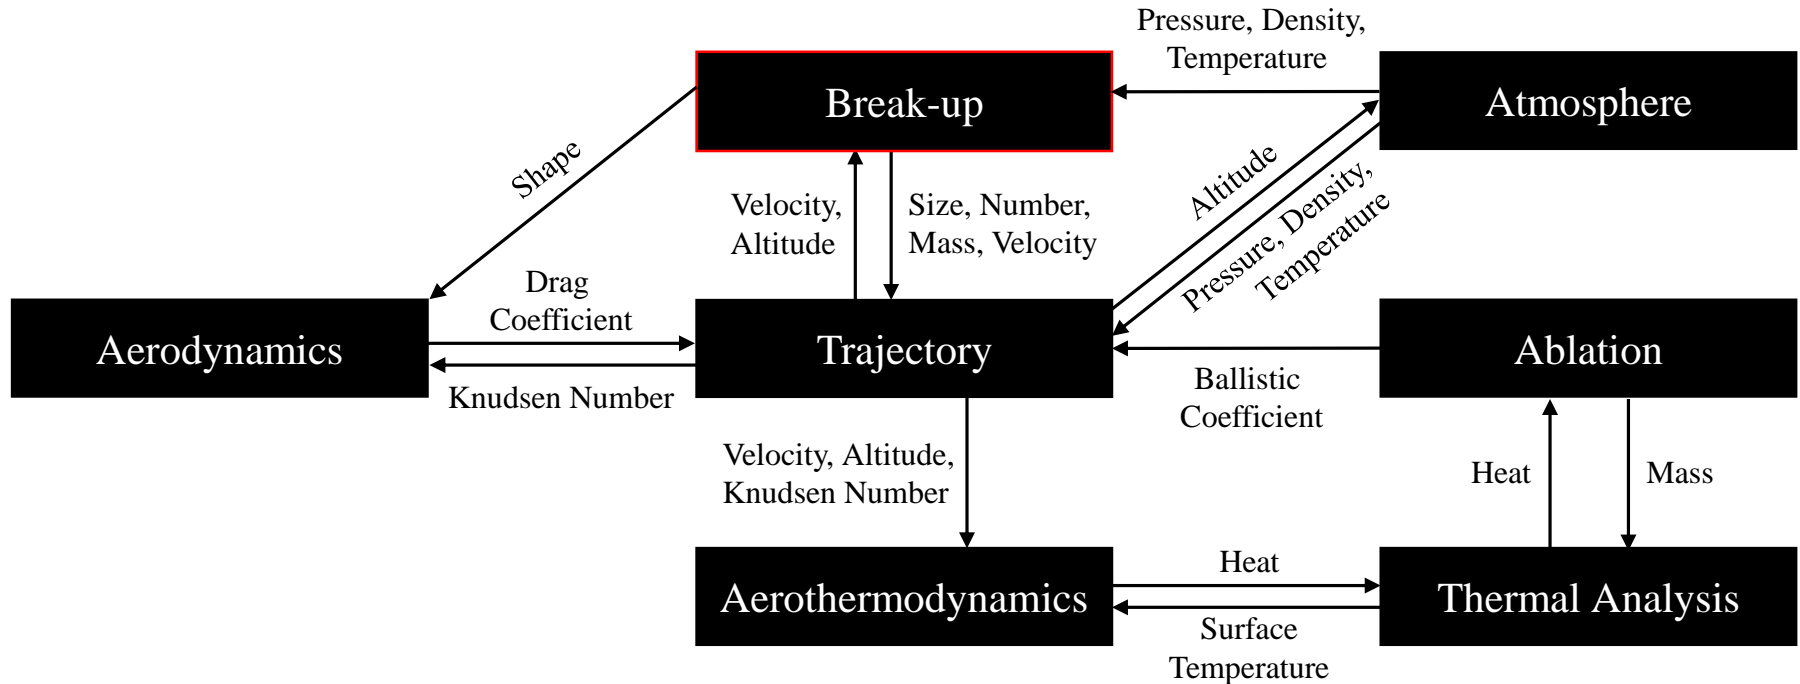 Pressure, Density,
Temperature
Break-up
Atmosphere
Shape
Velocity,
Altitude
Size, Number,
Mass, Velocity
Altitude
Pressure, Density,
Temperature
Drag
Coefficient
Aerodynamics
Trajectory
Ablation
Knudsen Number
Ballistic
Coefficient
Velocity, Altitude,
Knudsen Number
Heat
Mass
Heat
Aerothermodynamics
Thermal Analysis
Surface
Temperature